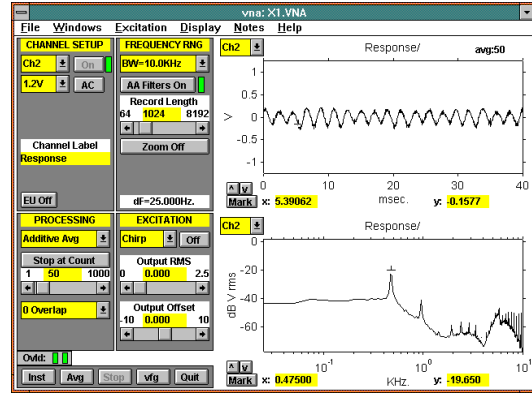 vna: X1.VNA
File Windows Excitation Display Notes Help
CHANNEL SETUP
Ch2 On
1.2V AC
Channel Label
Response
EU Off
FREQUENCY RNG
BW=10.0KHz
AA Filters On
Record Length
64 1024 8192
Zoom Off
dF=25.000Hz.
PROCESSING
Additive Avg
Stop at Count
1 50 1000
0 Overlap
EXCITATION
Chirp Off
Output RMS
0 0.000 2.5
Output Offset
-10 0.000 10
Ovld:
Inst Avg Stop vfg Quit
Ch2 Response/ avg:50
1
0.5
V 0
-0.5
-1
0 10 20 30 40
^ v msec.
Mark x: 5.39062 y: -0.1577
Ch2 Response/
0
-20
dB V rms
-40
-60
10-1 100 101
^ v KHz.
Mark x: 0.47500 y: -19.650